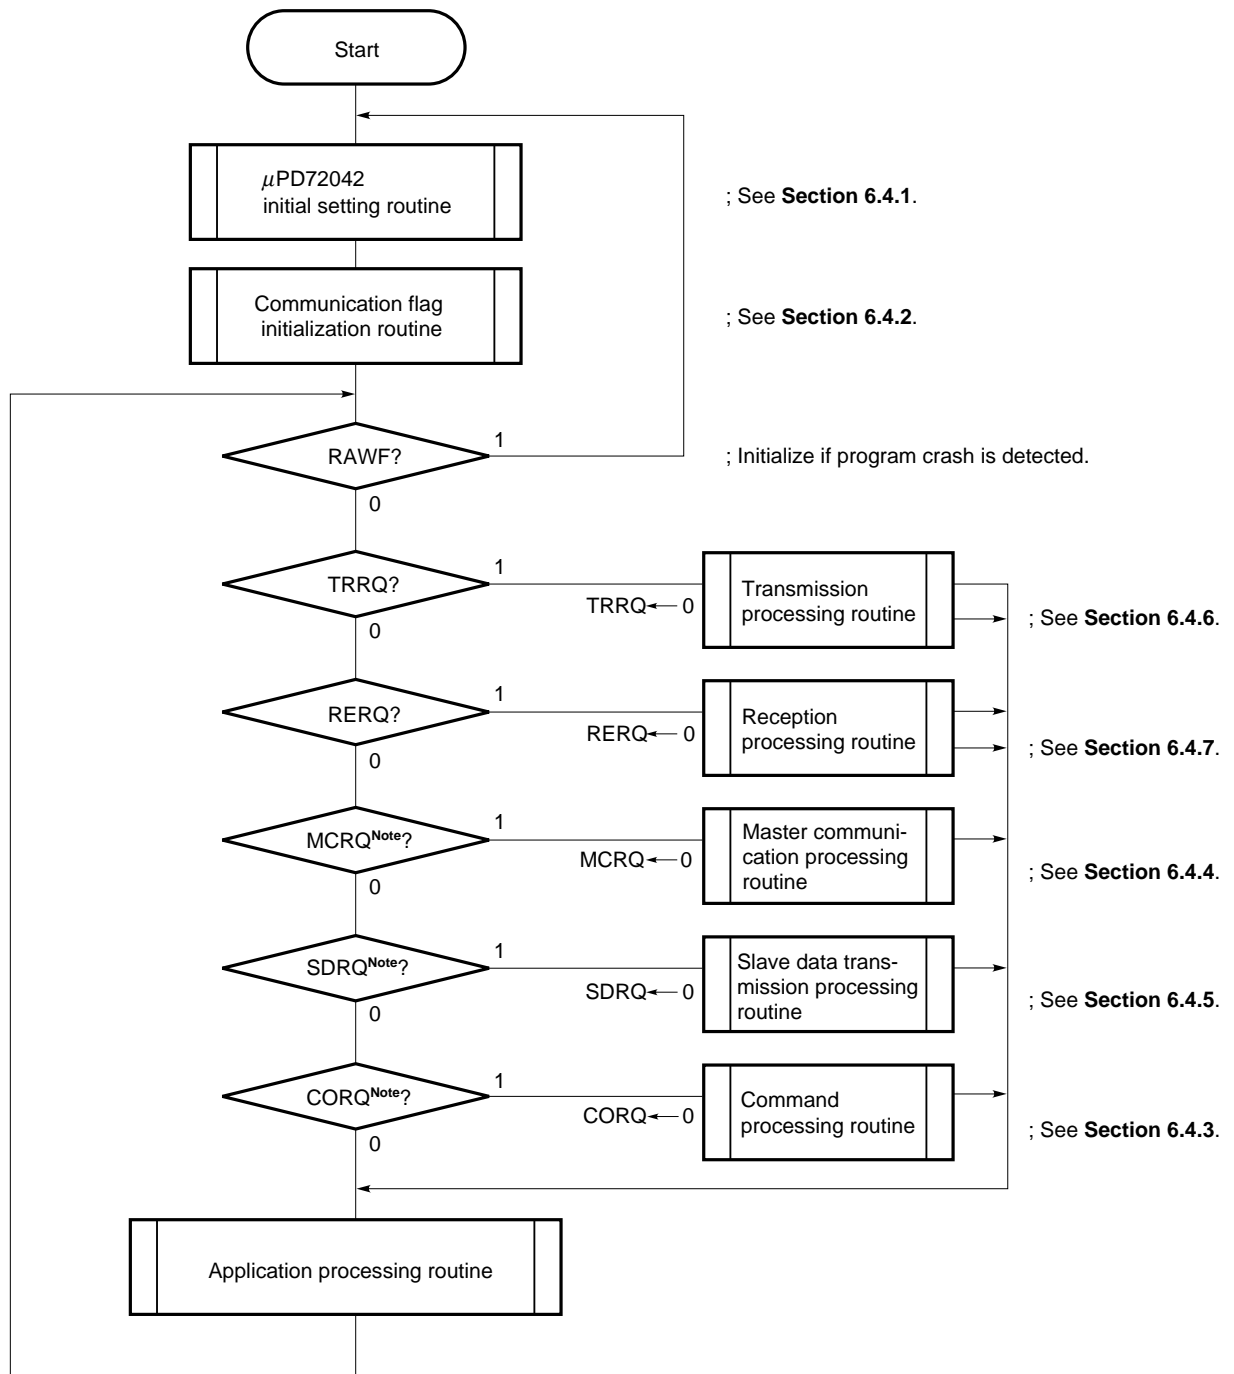 Start
μPD72042
initial setting routine
; See Section 6.4.1.
Communication flag
initialization routine
; See Section 6.4.2.
RAWF?
1
; Initialize if program crash is detected.
0
TRRQ?
1
TRRQ ← 0
Transmission
processing routine
; See Section 6.4.6.
0
RERQ?
1
RERQ ← 0
Reception
processing routine
; See Section 6.4.7.
0
MCRQNote?
1
MCRQ ← 0
Master communi-
cation processing
routine
; See Section 6.4.4.
0
SDRQNote?
1
SDRQ ← 0
Slave data trans-
mission processing
routine
; See Section 6.4.5.
0
CORQNote?
1
CORQ ← 0
Command
processing routine
; See Section 6.4.3.
0
Application processing routine